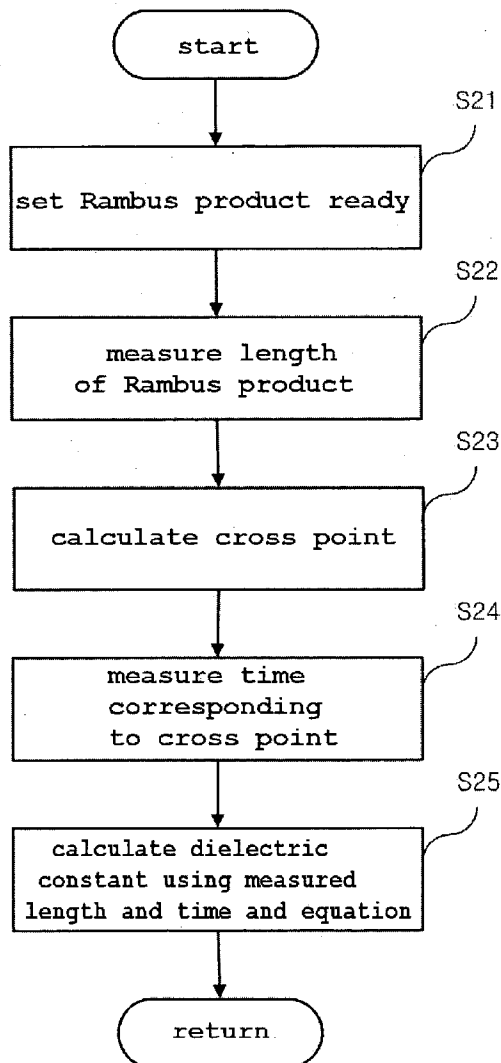 start
S21
set Rambus product ready
S22
measure length
of Rambus product
S23
calculate cross point
S24
measure time
corresponding
to cross point
S25
calculate dielectric
constant using measured
length and time and equation
return